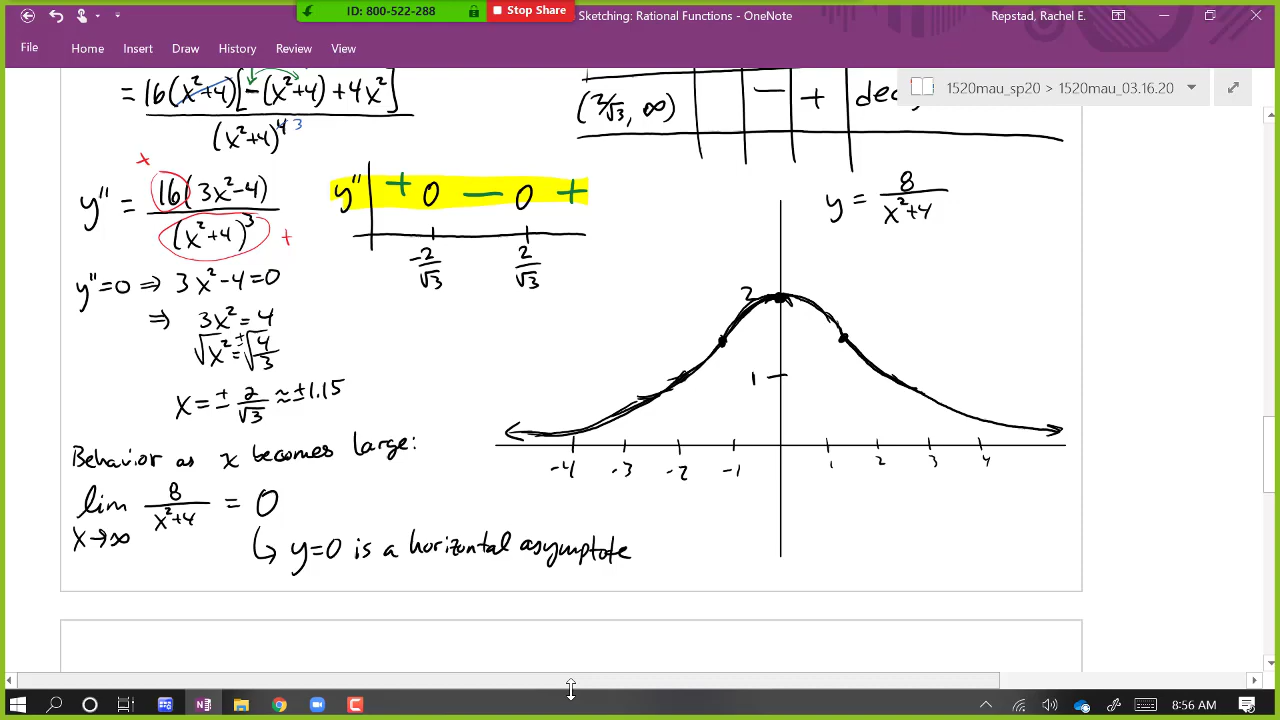 ID: 800-522-288
Stop Share
Sketching: Rational Functions - OneNote
Repstad, Rachel E.
File
Home
Insert
Draw
History
Review
View
1520mau_sp20 > 1520mau_03.16.20
= 16(x²+4)[-(x²+4)+4x²]
(x²+4)⁴ 3
(2/√3, ∞) — +
+
y'' = 16(3x²-4)
(x²+4)³ +
y'' + 0 — 0 +
-2/√3 2/√3
y''=0 ⇒ 3x²-4=0
⇒ 3x²=4
√x² = ±√4/3
x = ± 2/√3 ≈ ±1.15
Behavior as x becomes large:
lim 8/x²+4 = 0
x→∞
↳ y=0 is a horizontal asymptote
y = 8/x²+4
2
1
-4 -3 -2 -1 1 2 3 4
8:56 AM